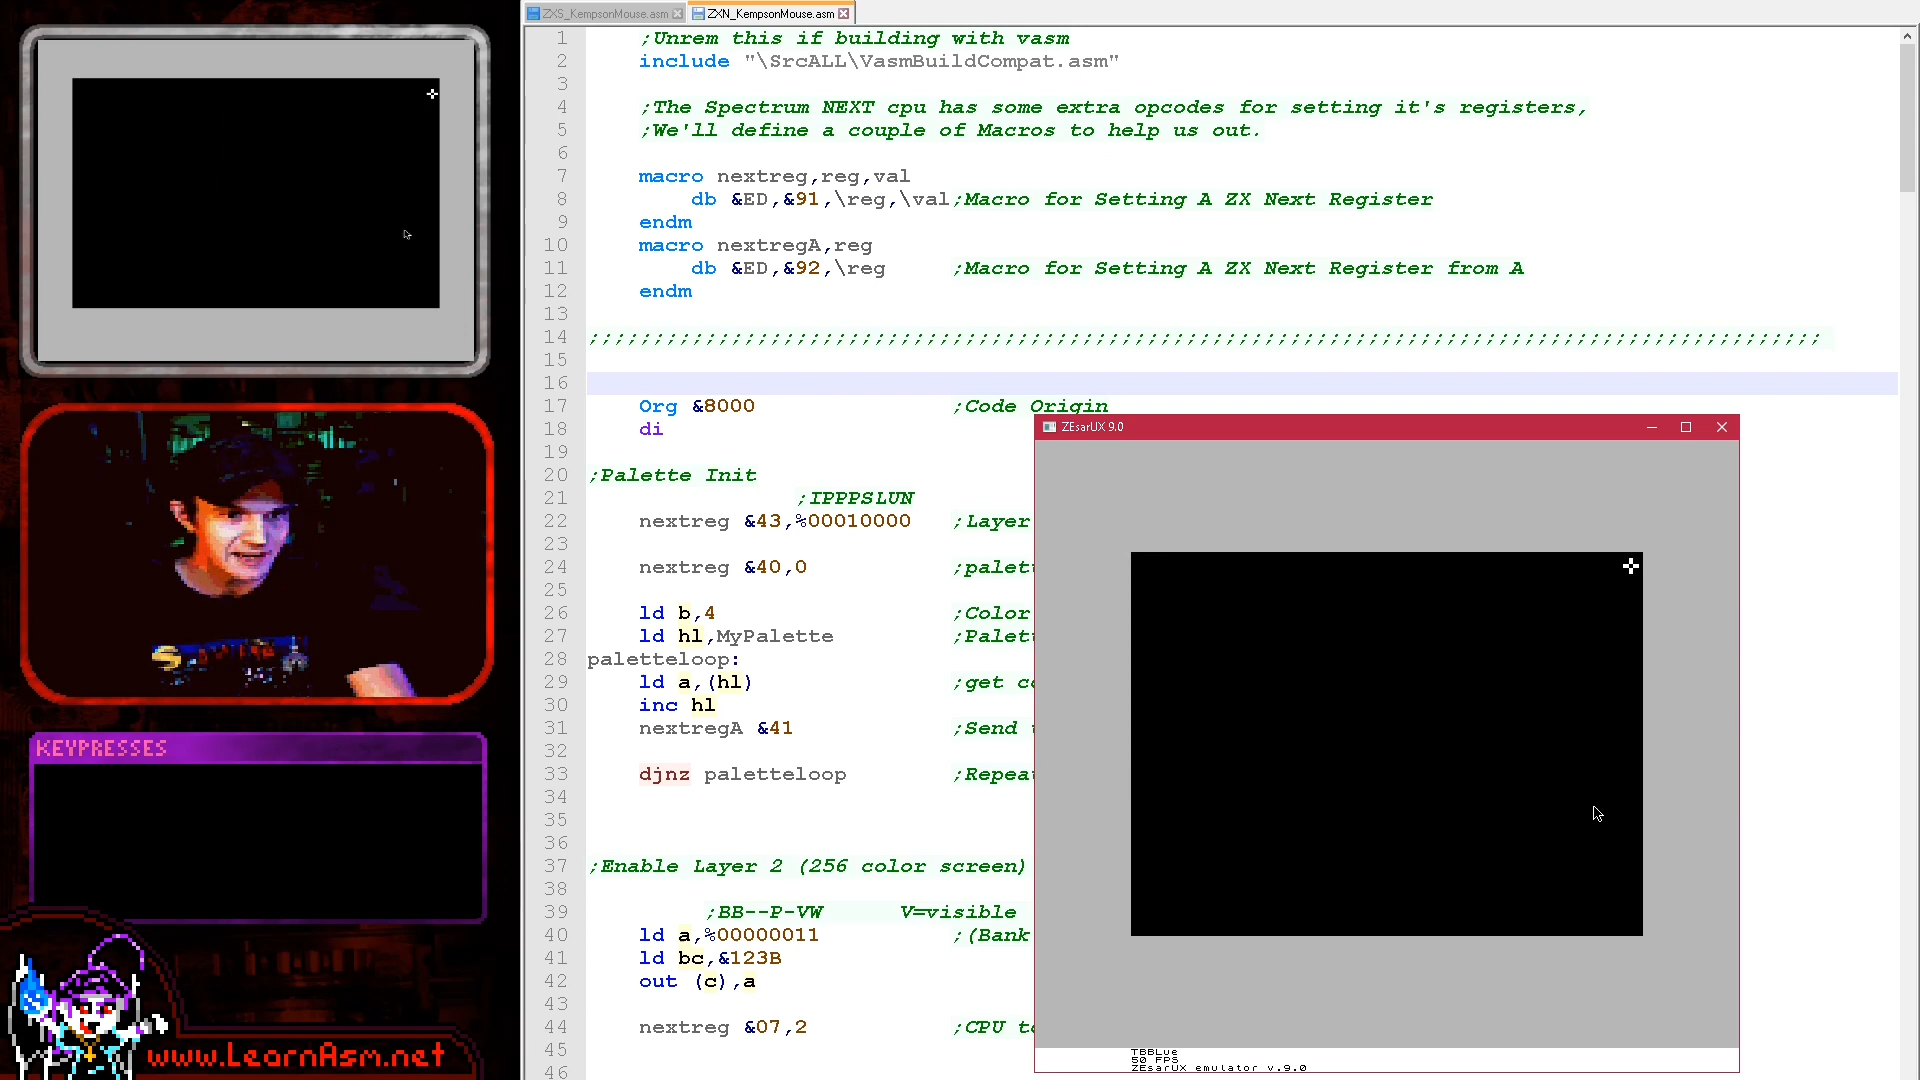 ZXS_KempsonMouse.asm
ZXN_KempsonMouse.asm
1 ;Unrem this if building with vasm
2 include "\SrcALL\VasmBuildCompat.asm"
3
4 ;The Spectrum NEXT cpu has some extra opcodes for setting it's registers,
5 ;We'll define a couple of Macros to help us out.
6
7 macro nextreg,reg,val
8 db &ED,&91,\reg,\val;Macro for Setting A ZX Next Register
9 endm
10 macro nextregA,reg
11 db &ED,&92,\reg ;Macro for Setting A ZX Next Register from A
12 endm
13
14 ;;;;;;;;;;;;;;;;;;;;;;;;;;;;;;;;;;;;;;;;;;;;;;;;;;;;;;;;;;;;;;;;;;;;;;;;;;;;;;;;;;;;;;;;;;;;;;;
15
16
17 Org &8000 ;Code Origin
18 di
19
20 ;Palette Init
21 ;IPPPSLUN
22 nextreg &43,%00010000 ;Layer
23
24 nextreg &40,0 ;palet
25
26 ld b,4 ;Color
27 ld hl,MyPalette ;Palet
28 paletteloop:
29 ld a,(hl) ;get c
30 inc hl
31 nextregA &41 ;Send
32
33 djnz paletteloop ;Repea
34
35
36
37 ;Enable Layer 2 (256 color screen)
38
39 ;BB--P-VW V=visible
40 ld a,%00000011 ;(Bank
41 ld bc,&123B
42 out (c),a
43
44 nextreg &07,2 ;CPU t
45
46
ZEsarUX 9.0
TBBLue
50 FPS
ZEsarUX emulator v.9.0
KEYPRESSES
www.LearnAsm.net